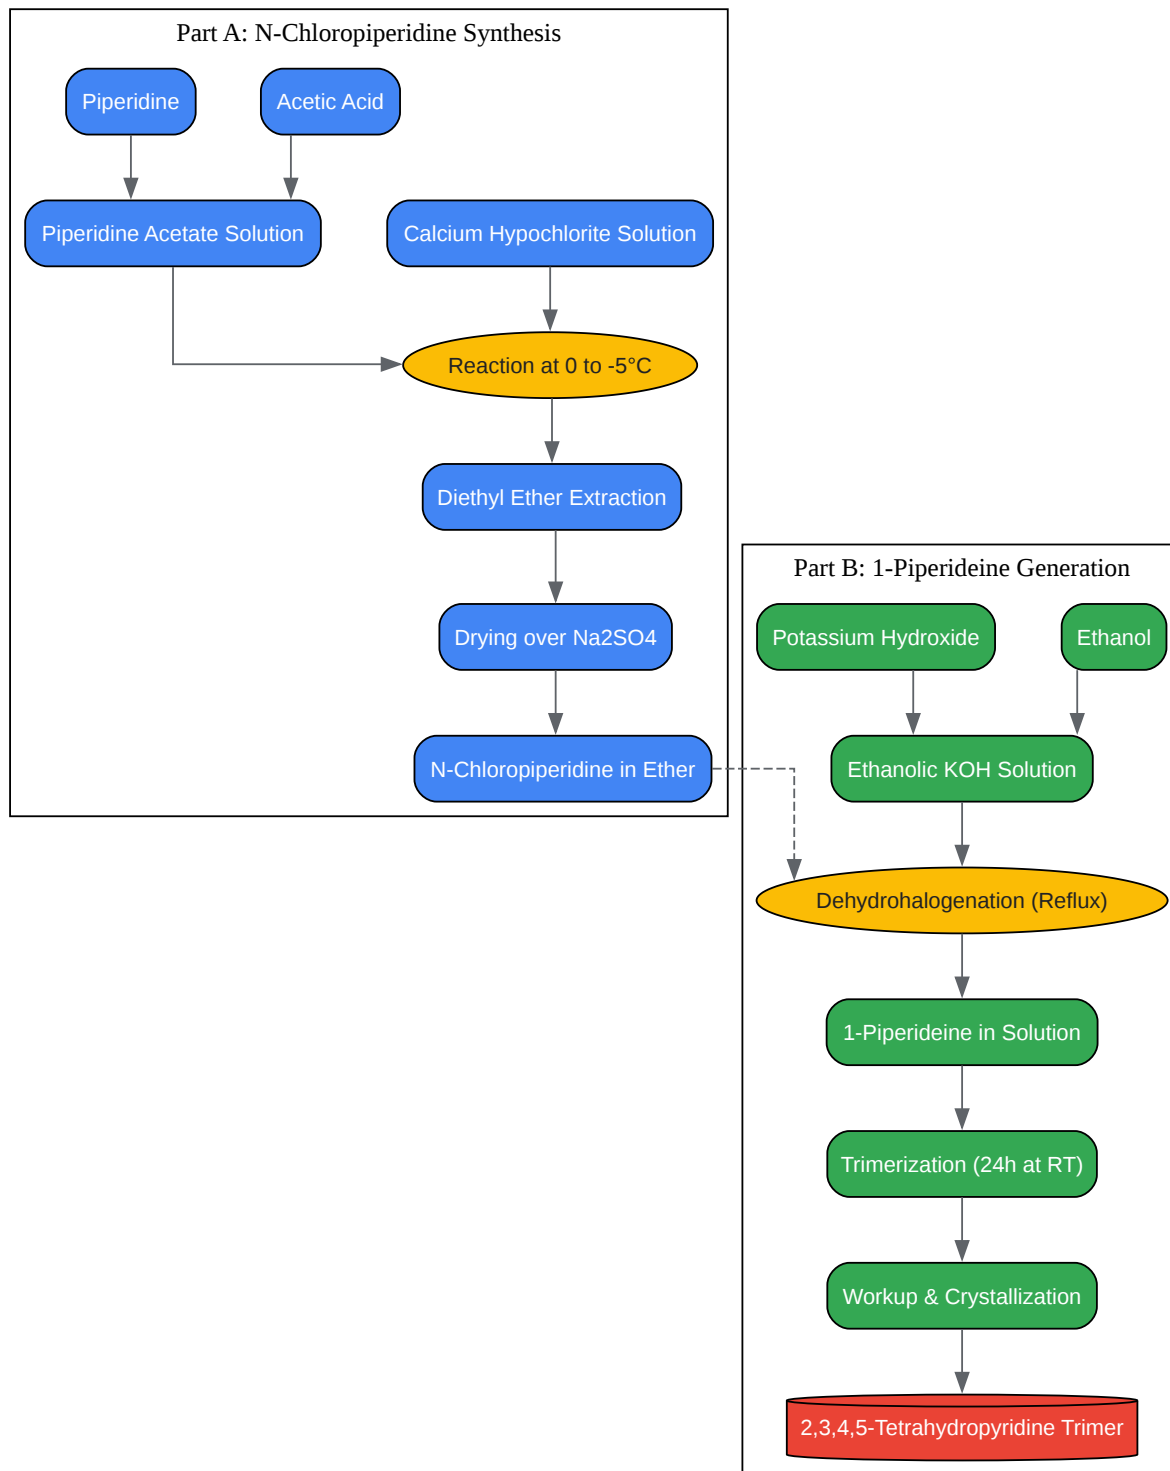 Part A: N-Chloropiperidine Synthesis
Piperidine
Acetic Acid
Piperidine Acetate Solution
Calcium Hypochlorite Solution
Reaction at 0 to -5°C
Diethyl Ether Extraction
Drying over Na2SO4
N-Chloropiperidine in Ether
Part B: 1-Piperideine Generation
Potassium Hydroxide
Ethanol
Ethanolic KOH Solution
Dehydrohalogenation (Reflux)
1-Piperideine in Solution
Trimerization (24h at RT)
Workup & Crystallization
2,3,4,5-Tetrahydropyridine Trimer